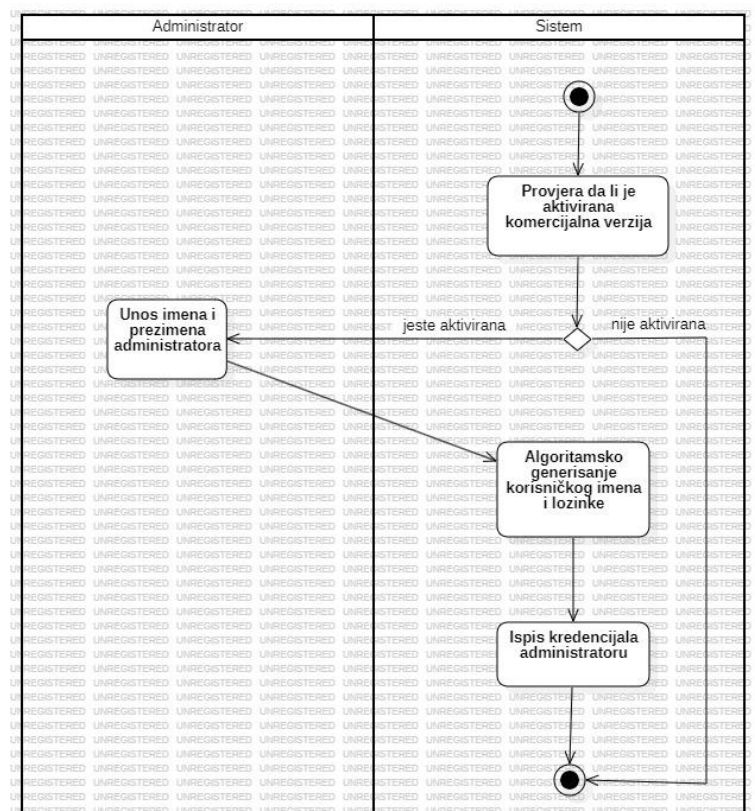 Administrator
Sistem
Provjera da li je
aktivirana
komercijalna verzija
jeste aktivirana
nije aktivirana
Unos imena i
prezimena
administratora
Algoritamsko
generisanje
korisničkog imena
i lozinke
Ispis kredencijala
administratoru
UNREGISTERED